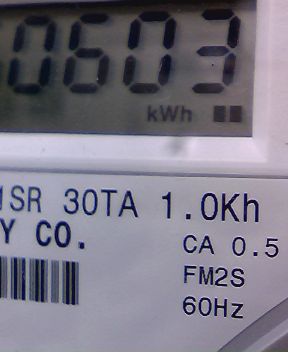 0603
kWh
SR 30TA 1.0Kh
Y CO.
CA 0.5
FM2S
60Hz